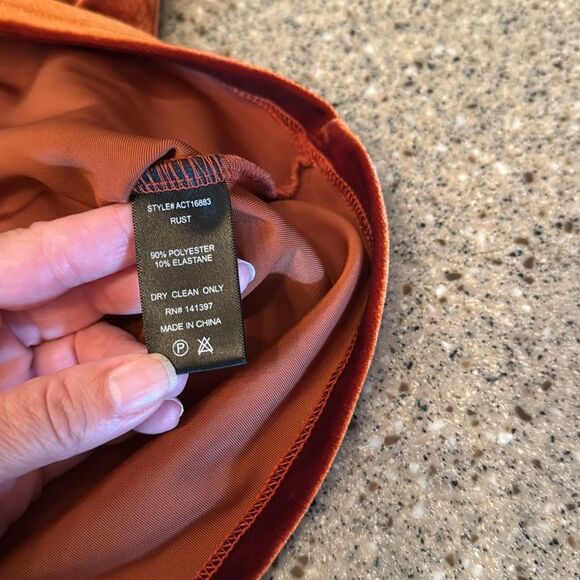 STYLE# ACT16883
RUST
90% POLYESTER
10% ELASTANE
DRY CLEAN ONLY
RN# 141397
MADE IN CHINA
P